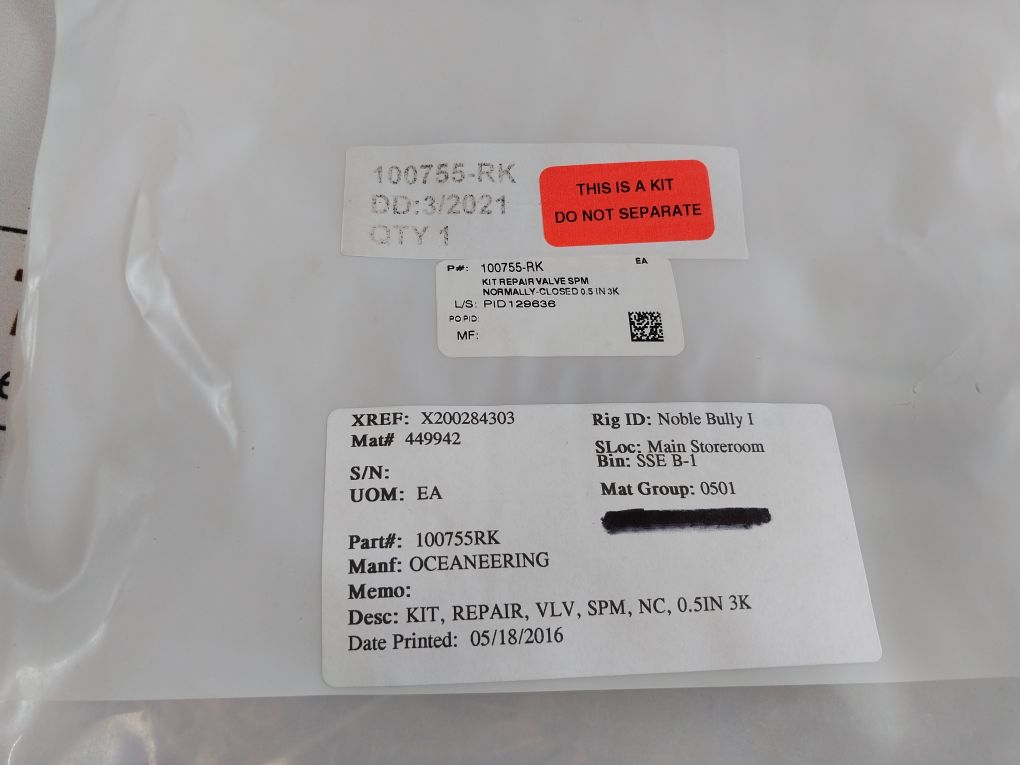 100755-RK
DD:3/2021
QTY 1
THIS IS A KIT
DO NOT SEPARATE
P#: 100755-RK EA
KIT REPAIR VALVE SPM
NORMALLY-CLOSED 0.5 IN 3K
L/S: PID129636
PO PID:
MF:
XREF: X200284303
Mat# 449942
S/N:
UOM: EA
Rig ID: Noble Bully I
SLoc: Main Storeroom
Bin: SSE B-1
Mat Group: 0501
Part#: 100755RK
Manf: OCEANEERING
Memo:
Desc: KIT, REPAIR, VLV, SPM, NC, 0.5IN 3K
Date Printed: 05/18/2016